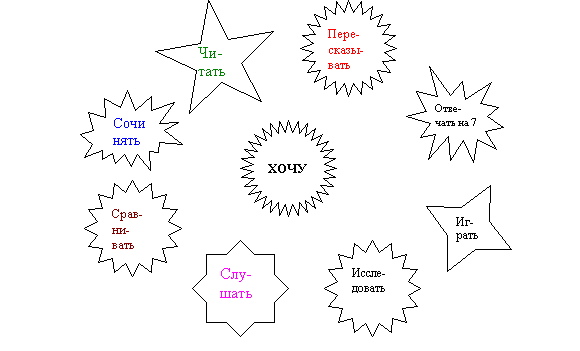 Чи-
тать
Пере-
сказы-
вать
Отве-
чать на 7
Сочи
нять
ХОЧУ
Срав-
ни-
вать
Иг-
рать
Слу-
шать
Иссле-
довать